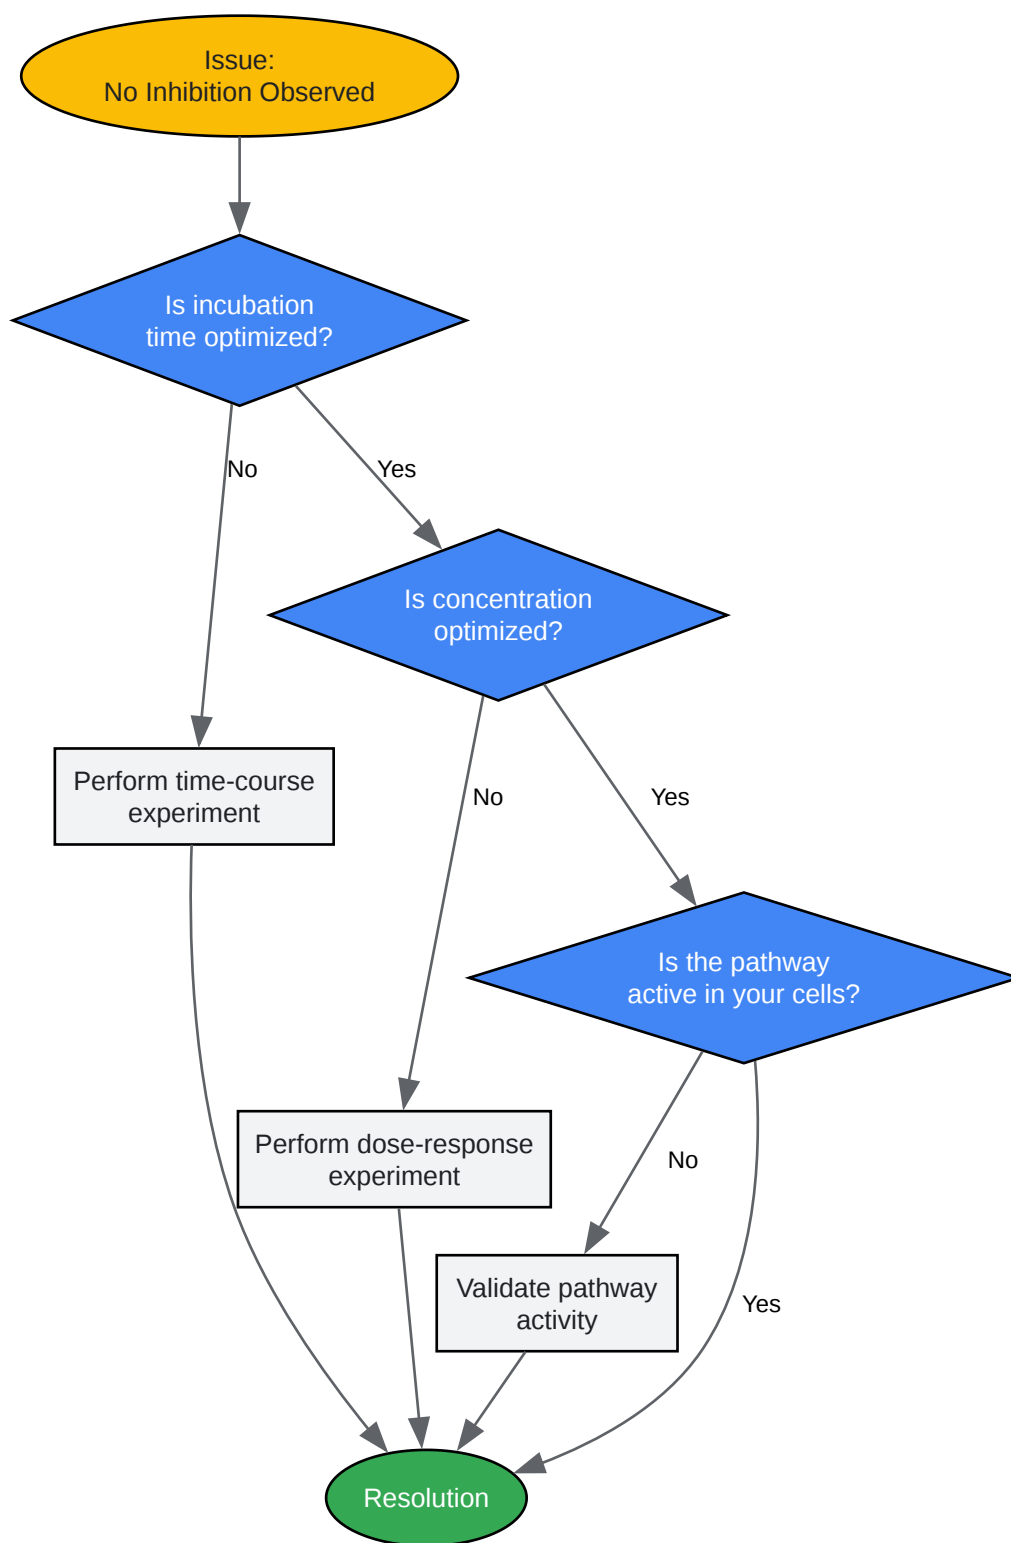 Issue:
No Inhibition Observed
Is incubation
time optimized?
No
Yes
Is concentration
optimized?
Perform time-course
experiment
No
Yes
Is the pathway
active in your cells?
Perform dose-response
experiment
No
Validate pathway
activity
Yes
Resolution